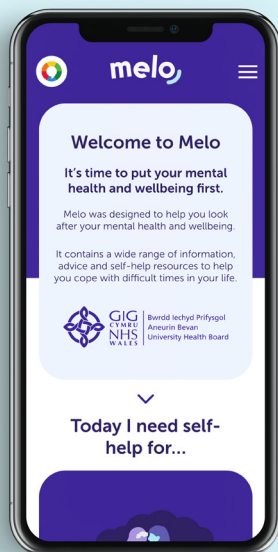 melo
Welcome to Melo
It's time to put your mental
health and wellbeing first.
Melo was designed to help you look
after your mental health and wellbeing.
It contains a wide range of information,
advice and self-help resources to help
you cope with difficult times in your life.
GIG
CYMRU
NHS
WALES
Bwrdd Iechyd Prifysgol
Aneurin Bevan
University Health Board
Today I need self-
help for...